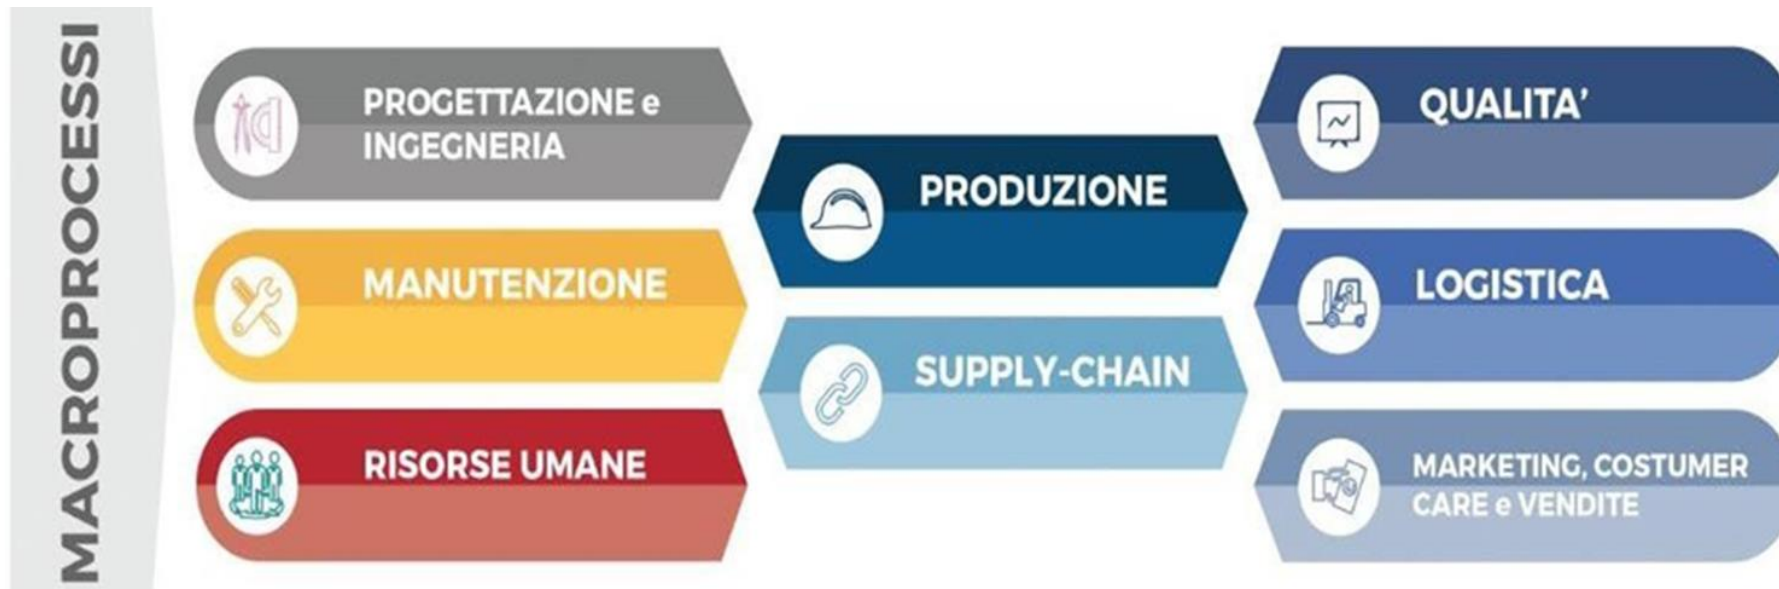 MACROPROCESSI
PROGETTAZIONE e
INGEGNERIA
MANUTENZIONE
RISORSE UMANE
PRODUZIONE
SUPPLY-CHAIN
QUALITA’
LOGISTICA
MARKETING, COSTUMER
CARE e VENDITE